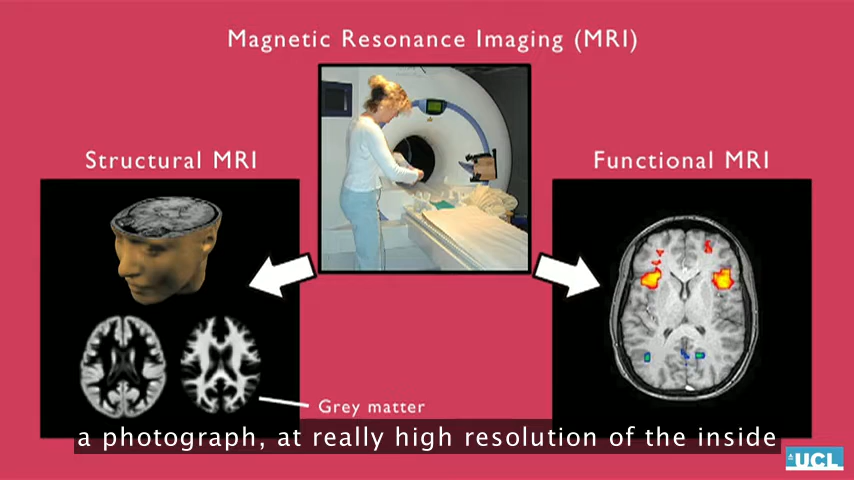 Magnetic Resonance Imaging (MRI)
Structural MRI
Functional MRI
Grey matter
a photograph, at really high resolution of the inside
UCL